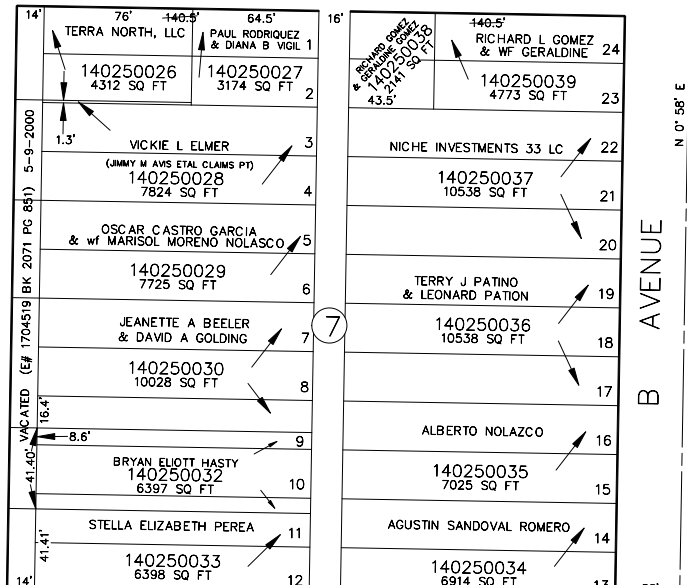 14'
76'
140.5'
64.5'
TERRA NORTH, LLC
PAUL RODRIQUEZ
& DIANA B VIGIL
1
140250026
4312 SQ FT
140250027
3174 SQ FT
2
1.3'
VICKIE L ELMER
3
(JIMMY M AVIS ETAL CLAIMS PT)
140250028
7824 SQ FT
4
OSCAR CASTRO GARCIA
& wf MARISOL MORENO NOLASCO
5
140250029
7725 SQ FT
6
JEANETTE A BEELER
& DAVID A GOLDING
7
140250030
10028 SQ FT
8
16.4'
8.6'
9
BRYAN ELIOTT HASTY
140250032
6397 SQ FT
10
41.40'
STELLA ELIZABETH PEREA
11
41.41'
140250033
6398 SQ FT
12
14'
VACATED (E# 1704519 BK 2071 PG 851) 5-9-2000
7
16'
RICHARD GOMEZ
& GERALDINE GOMEZ
140250038
2141 SQ FT
43.5'
140.5'
RICHARD L GOMEZ
& WF GERALDINE
24
140250039
4773 SQ FT
23
NICHE INVESTMENTS 33 LC
22
140250037
10538 SQ FT
21
20
TERRY J PATINO
& LEONARD PATION
19
140250036
10538 SQ FT
18
17
ALBERTO NOLAZCO
16
140250035
7025 SQ FT
15
AGUSTIN SANDOVAL ROMERO
14
140250034
6914 SQ FT
13
B AVENUE
N 0° 58' E